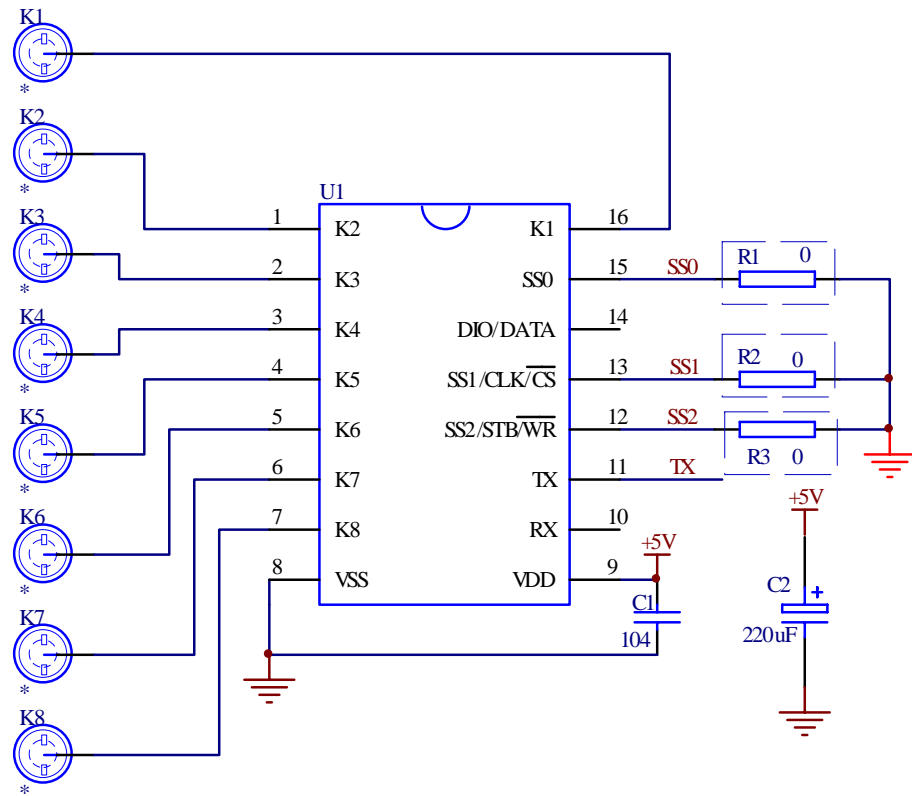 K1
*
K2
*
K3
*
K4
*
K5
*
K6
*
K7
*
K8
*
U1
1 K2 K1 16
2 K3 SS0 15 SS0 R1 0
3 K4 DIO/DATA 14
4 K5 SS1/CLK/C̅S̅ 13 SS1 R2 0
5 K6 SS2/STB/W̅R̅ 12 SS2
6 K7 TX 11 TX R3 0
7 K8 RX 10
8 VSS VDD 9
+5V
C1
104
+5V
C2 +
220uF